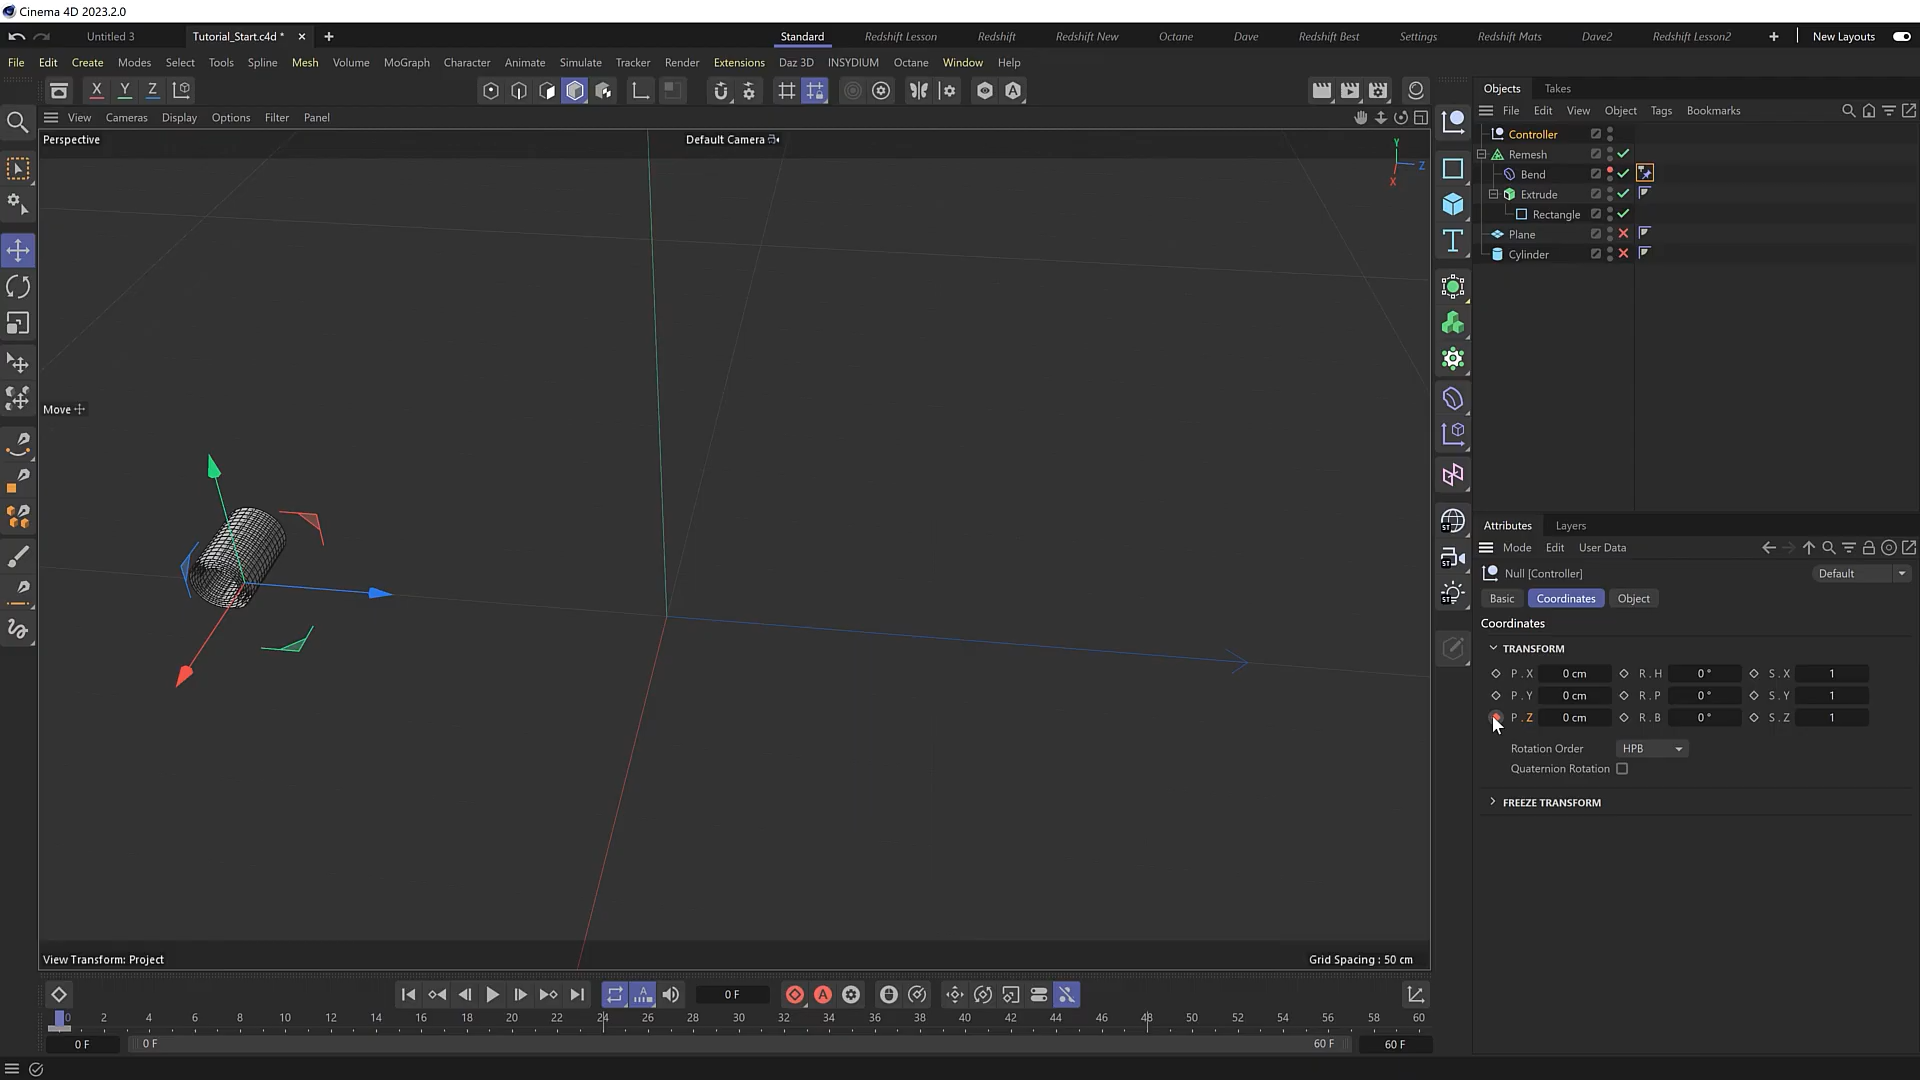 Cinema 4D 2023.2.0
Untitled 3
Tutorial_Start.c4d *
Standard
Redshift Lesson
Redshift
Redshift New
Octane
Dave
Redshift Best
Settings
Redshift Mats
Dave2
Redshift Lesson2
New Layouts
File Edit Create Modes Select Tools Spline Mesh Volume MoGraph Character Animate Simulate Tracker Render Extensions Daz 3D INSYDIUM Octane Window Help
X Y Z
Objects Takes
File Edit View Object Tags Bookmarks
View Cameras Display Options Filter Panel
Perspective
Default Camera
Y
Z
X
Controller
Remesh
Bend
Extrude
Rectangle
Plane
Cylinder
Move
Attributes Layers
Mode Edit User Data
Null [Controller]
Default
Basic Coordinates Object
Coordinates
TRANSFORM
P . X 0 cm R . H 0 ° S . X 1
P . Y 0 cm R . P 0 ° S . Y 1
P . Z 0 cm R . B 0 ° S . Z 1
Rotation Order HPB
Quaternion Rotation
FREEZE TRANSFORM
View Transform: Project
Grid Spacing : 50 cm
0 F
0 2 4 6 8 10 12 14 16 18 20 22 24 26 28 30 32 34 36 38 40 42 44 46 48 50 52 54 56 58 60
0 F 0 F 60 F 60 F